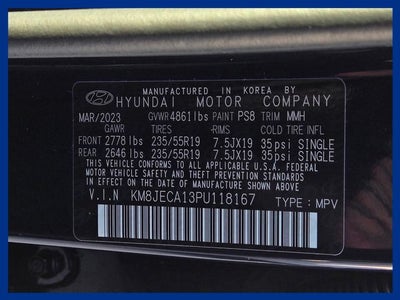 MANUFACTURED IN KOREA BY
HYUNDAI MOTOR COMPANY
MAR/2023 GVWR 4861lbs PAINT PS8 TRIM MMH
GAWR TIRES RIMS COLD TIRE INFL
FRONT 2778 lbs 235/55R19 7.5JX19 35psi SINGLE
REAR 2646 lbs 235/55R19 7.5JX19 35psi SINGLE
THIS VEHICLE CONFORMS TO ALL APPLICABLE U.S.A. FEDERAL
MOTOR VEHICLE SAFETY, BUMPER, AND THEFT PREVENTION
STANDARDS IN EFFECT ON THE DATE OF MANUFACTURE SHOWN ABOVE.
V.I.N KM8JECA13PU118167 TYPE : MPV